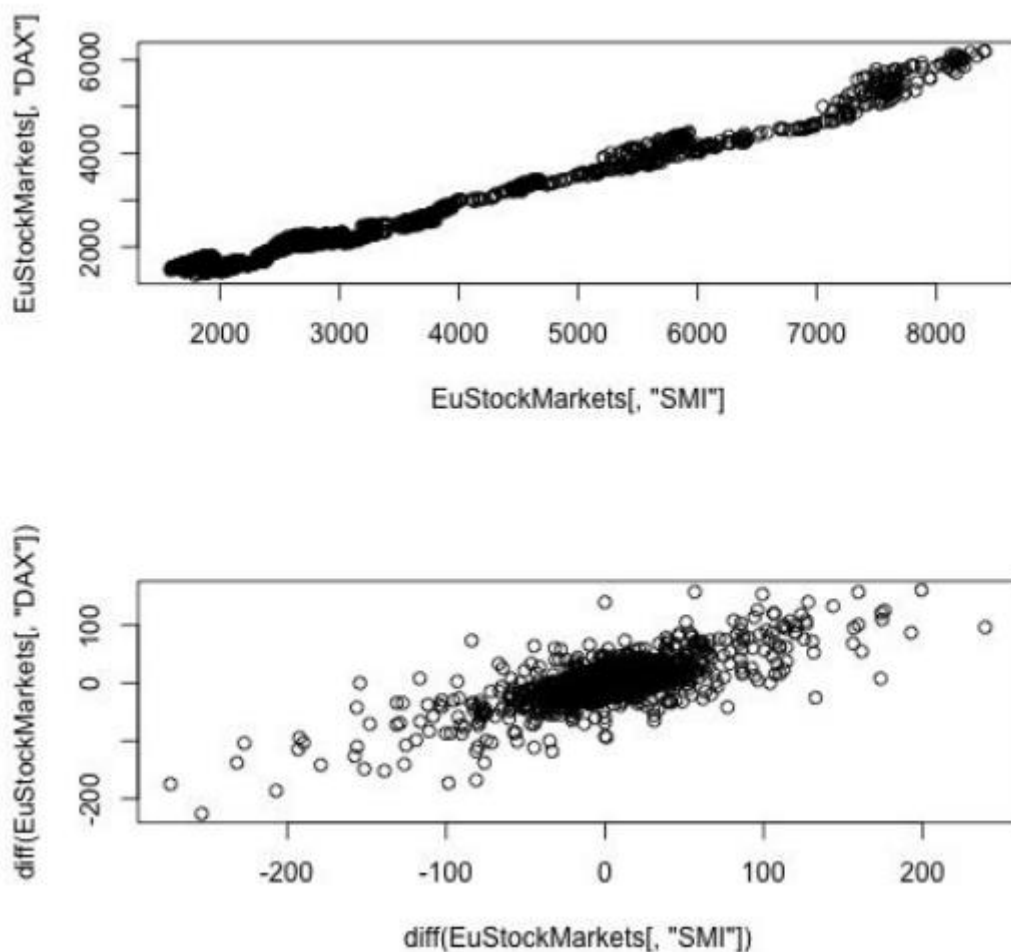 EuStockMarkets[, "DAX"]
6000
4000
2000
2000 3000 4000 5000 6000 7000 8000
EuStockMarkets[, "SMI"]
diff(EuStockMarkets[, "DAX"])
100
0
-200
-200 -100 0 100 200
diff(EuStockMarkets[, "SMI"])